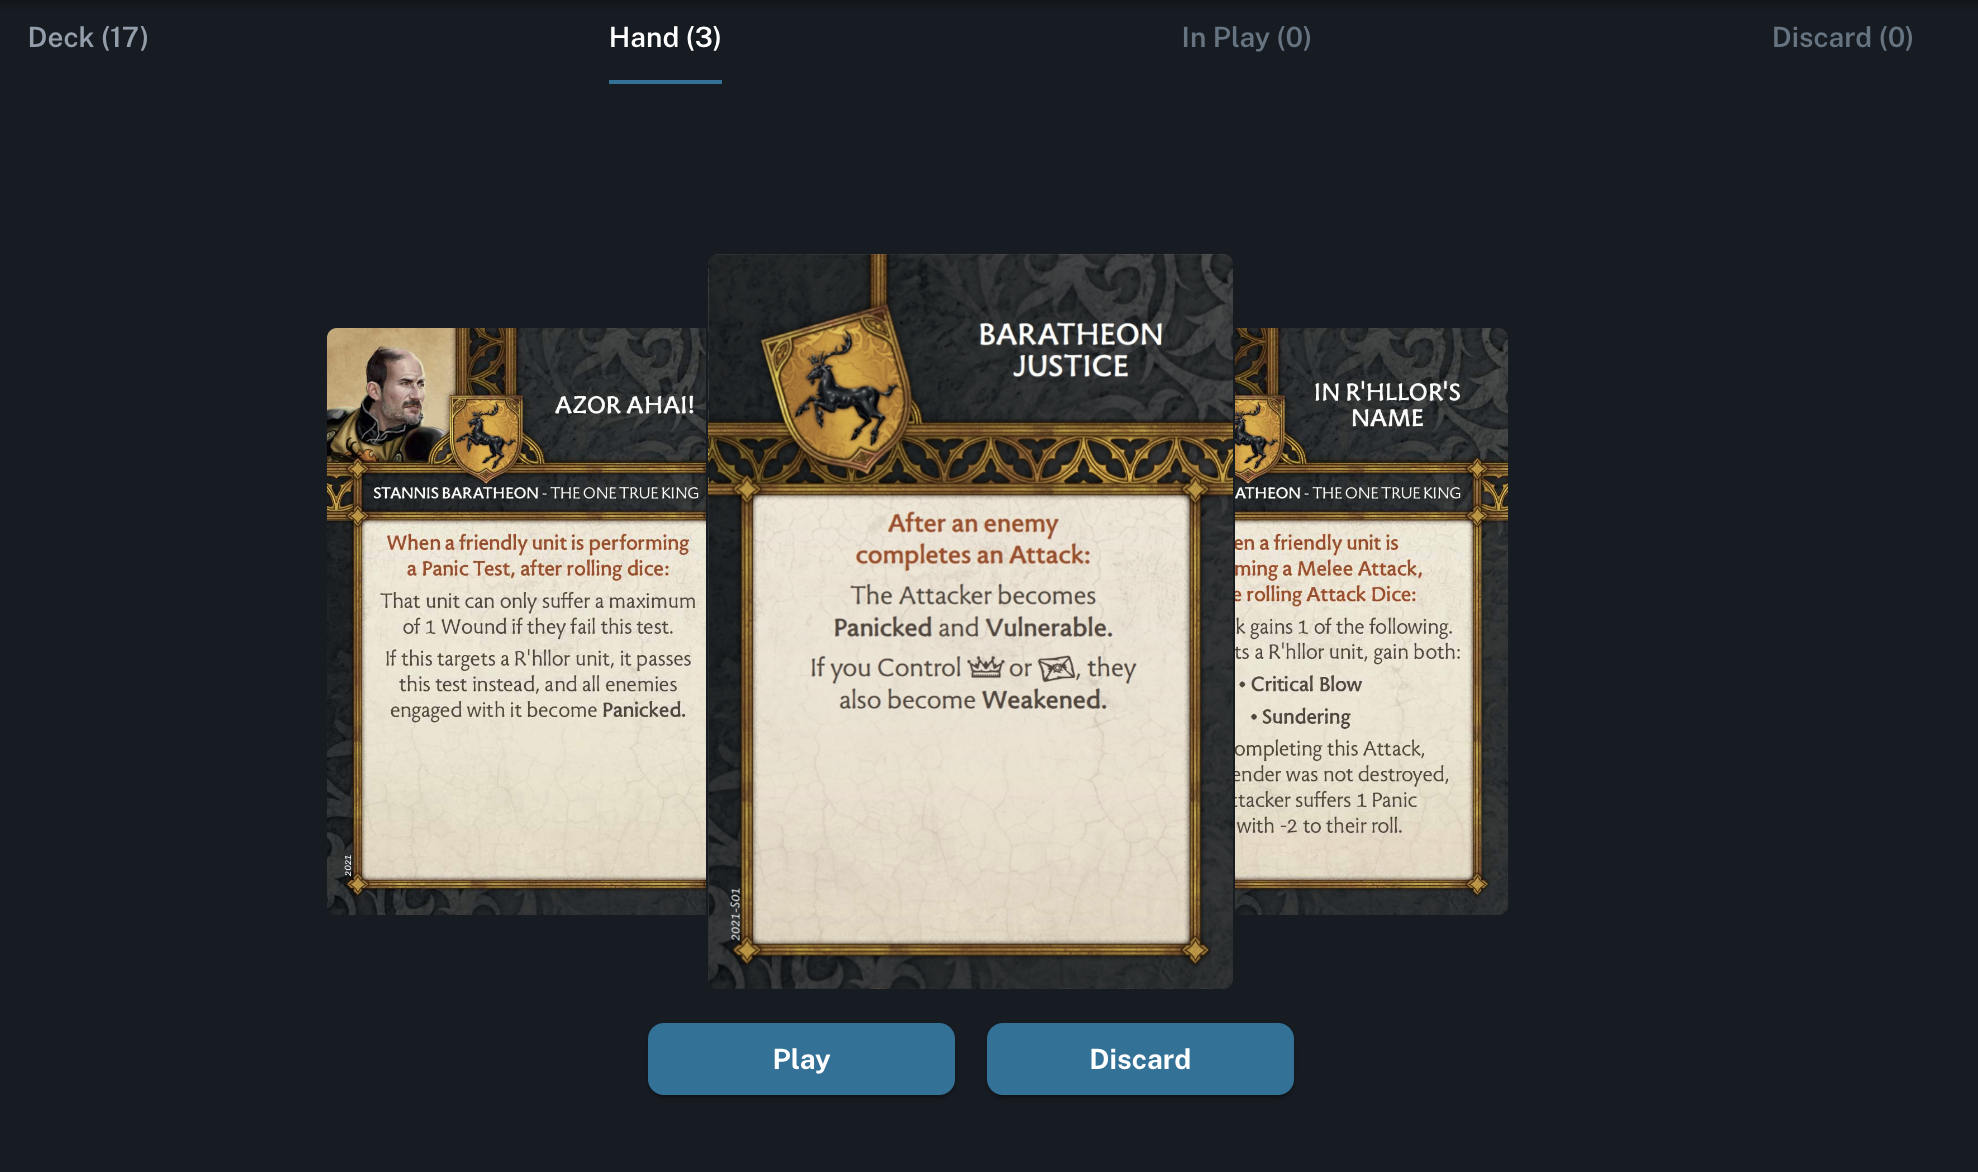 Deck (17)
Hand (3)
In Play (0)
Discard (0)
AZOR AHAI!
STANNIS BARATHEON - THE ONE TRUE KING
When a friendly unit is performing
a Panic Test, after rolling dice:
That unit can only suffer a maximum
of 1 Wound if they fail this test.
If this targets a R'hllor unit, it passes
this test instead, and all enemies
engaged with it become Panicked.
2021
BARATHEON
JUSTICE
After an enemy
completes an Attack:
The Attacker becomes
Panicked and Vulnerable.
If you Control or , they
also become Weakened.
2021-S01
IN R'HLLOR'S
NAME
ATHEON - THE ONE TRUE KING
en a friendly unit is
ming a Melee Attack,
e rolling Attack Dice:
k gains 1 of the following.
ts a R'hllor unit, gain both:
• Critical Blow
• Sundering
ompleting this Attack,
ender was not destroyed,
ttacker suffers 1 Panic
with -2 to their roll.
Play
Discard